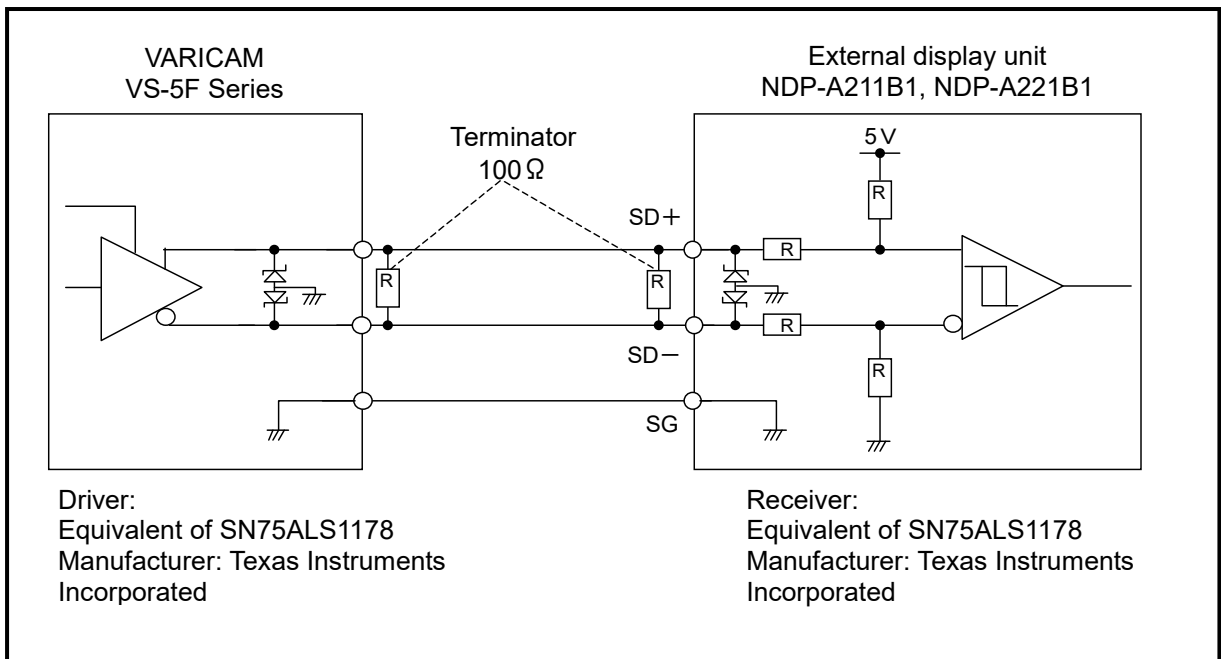 VARICAM
VS-5F Series
External display unit
NDP-A211B1, NDP-A221B1
Terminator
100Ω
5V
R
SD+
R
R
R
R
SD−
R
SG
Driver:
Equivalent of SN75ALS1178
Manufacturer: Texas Instruments
Incorporated
Receiver:
Equivalent of SN75ALS1178
Manufacturer: Texas Instruments
Incorporated